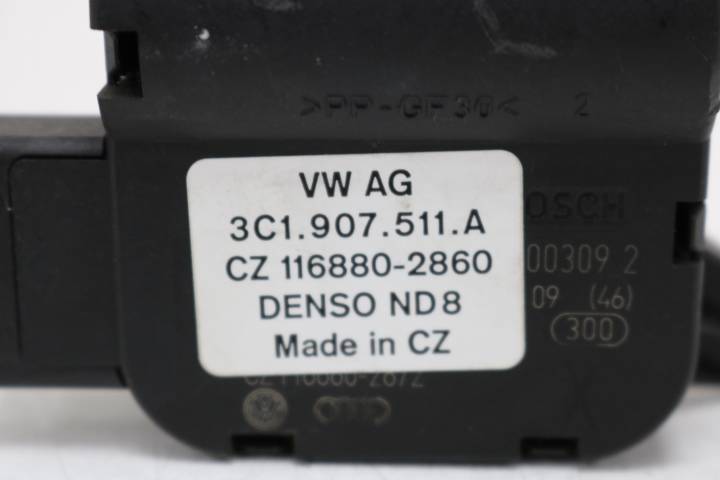 >PP-GF30< 2
VW AG
3C1.907.511.A
CZ 116880-2860
DENSO ND8
Made in CZ
OSCH
00309 2
09 (46)
300